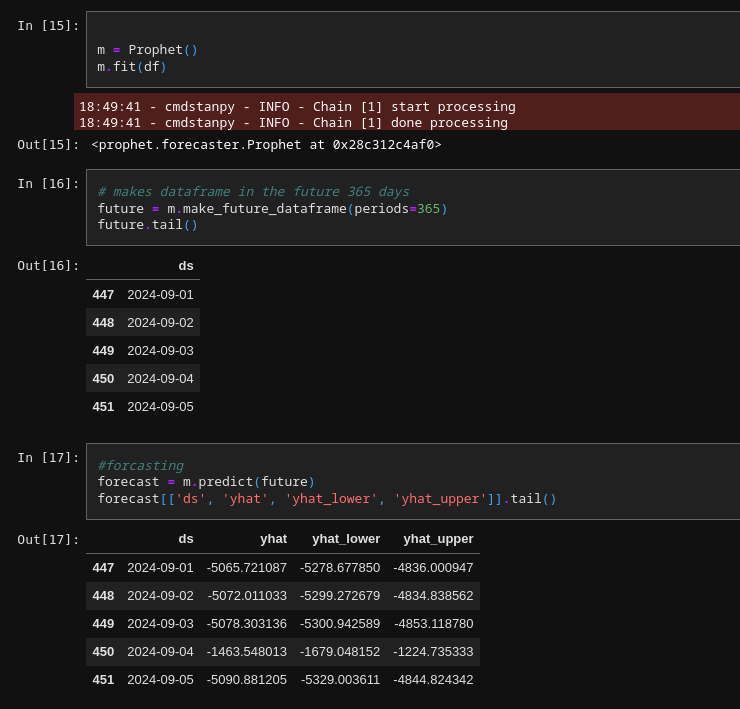 In [15]:
m = Prophet()
m.fit(df)
18:49:41 - cmdstanpy - INFO - Chain [1] start processing
18:49:41 - cmdstanpy - INFO - Chain [1] done processing
Out[15]: <prophet.forecaster.Prophet at 0x28c312c4af0>
In [16]:
# makes dataframe in the future 365 days
future = m.make_future_dataframe(periods=365)
future.tail()
Out[16]:
ds
447 2024-09-01
448 2024-09-02
449 2024-09-03
450 2024-09-04
451 2024-09-05
In [17]:
#forcasting
forecast = m.predict(future)
forecast[['ds', 'yhat', 'yhat_lower', 'yhat_upper']].tail()
Out[17]:
ds yhat yhat_lower yhat_upper
447 2024-09-01 -5065.721087 -5278.677850 -4836.000947
448 2024-09-02 -5072.011033 -5299.272679 -4834.838562
449 2024-09-03 -5078.303136 -5300.942589 -4853.118780
450 2024-09-04 -1463.548013 -1679.048152 -1224.735333
451 2024-09-05 -5090.881205 -5329.003611 -4844.824342